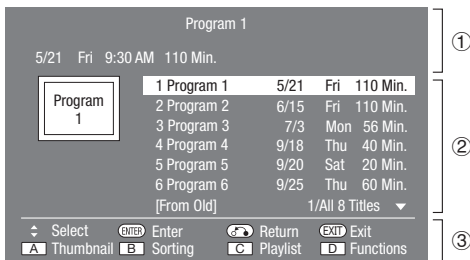 Program 1
5/21 Fri 9:30 AM 110 Min.
①
Program
1
1 Program 1 5/21 Fri 110 Min.
2 Program 2 6/15 Fri 110 Min.
3 Program 3 7/3 Mon 56 Min.
4 Program 4 9/18 Thu 40 Min.
5 Program 5 9/20 Sat 20 Min.
6 Program 6 9/25 Thu 60 Min.
[From Old] 1/All 8 Titles ▼
②
Select ENTER Enter Return EXIT Exit
A Thumbnail B Sorting C Playlist D Functions
③